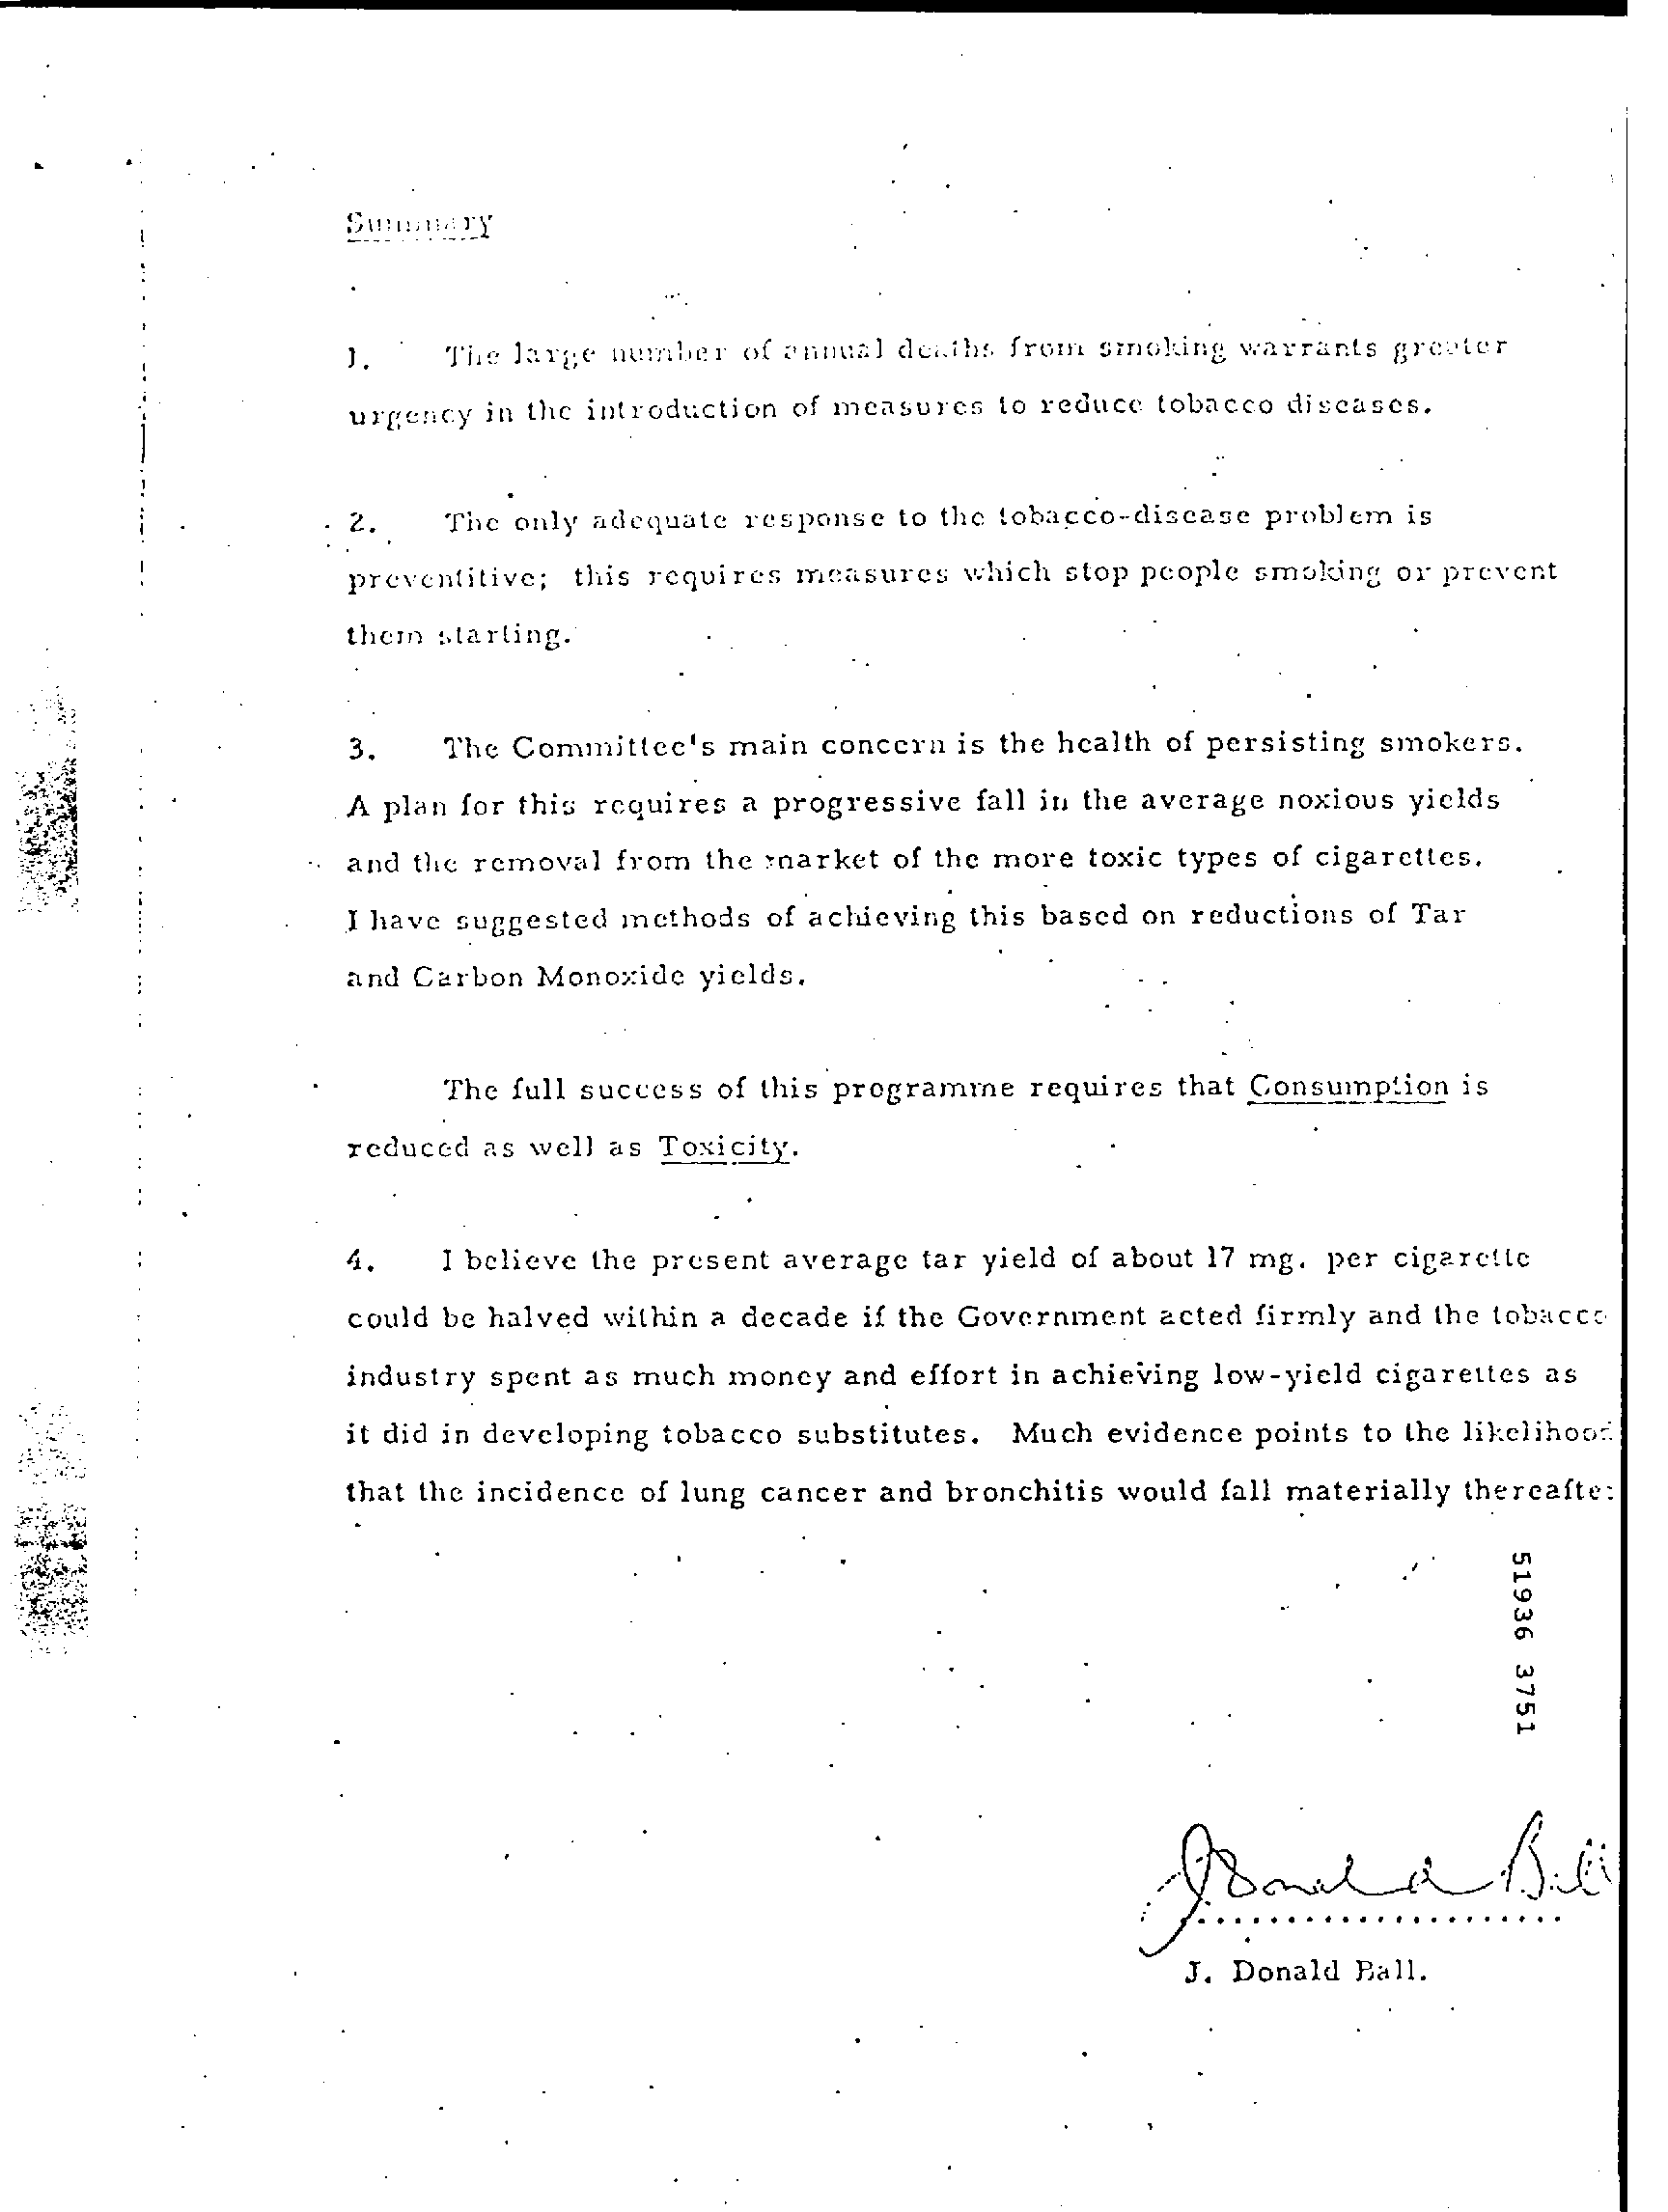 Summary
1. The large number of annual deaths from smoking warrants greater
urgency in the introduction of measures to reduce tobacco diseases.
2. The only adequate response to the tobacco-disease problem is
preventitive; this requires measures which stop people smoking or prevent
them starting.
3. The Committee's main concern is the health of persisting smokers.
A plan for this requires a progressive fall in the average noxious yields
and the removal from the market of the more toxic types of cigarettes.
I have suggested methods of achieving this based on reductions of Tar
and Carbon Monoxide yields.
The full success of this programme requires that Consumption is
reduced as well as Toxicity.
4. I believe the present average tar yield of about 17 mg. per cigarette
could be halved within a decade if the Government acted firmly and the tobacco
industry spent as much money and effort in achieving low-yield cigarettes as
it did in developing tobacco substitutes. Much evidence points to the likelihood
that the incidence of lung cancer and bronchitis would fall materially thereafter
51936 3751
J Donald Ball
J. Donald Ball.